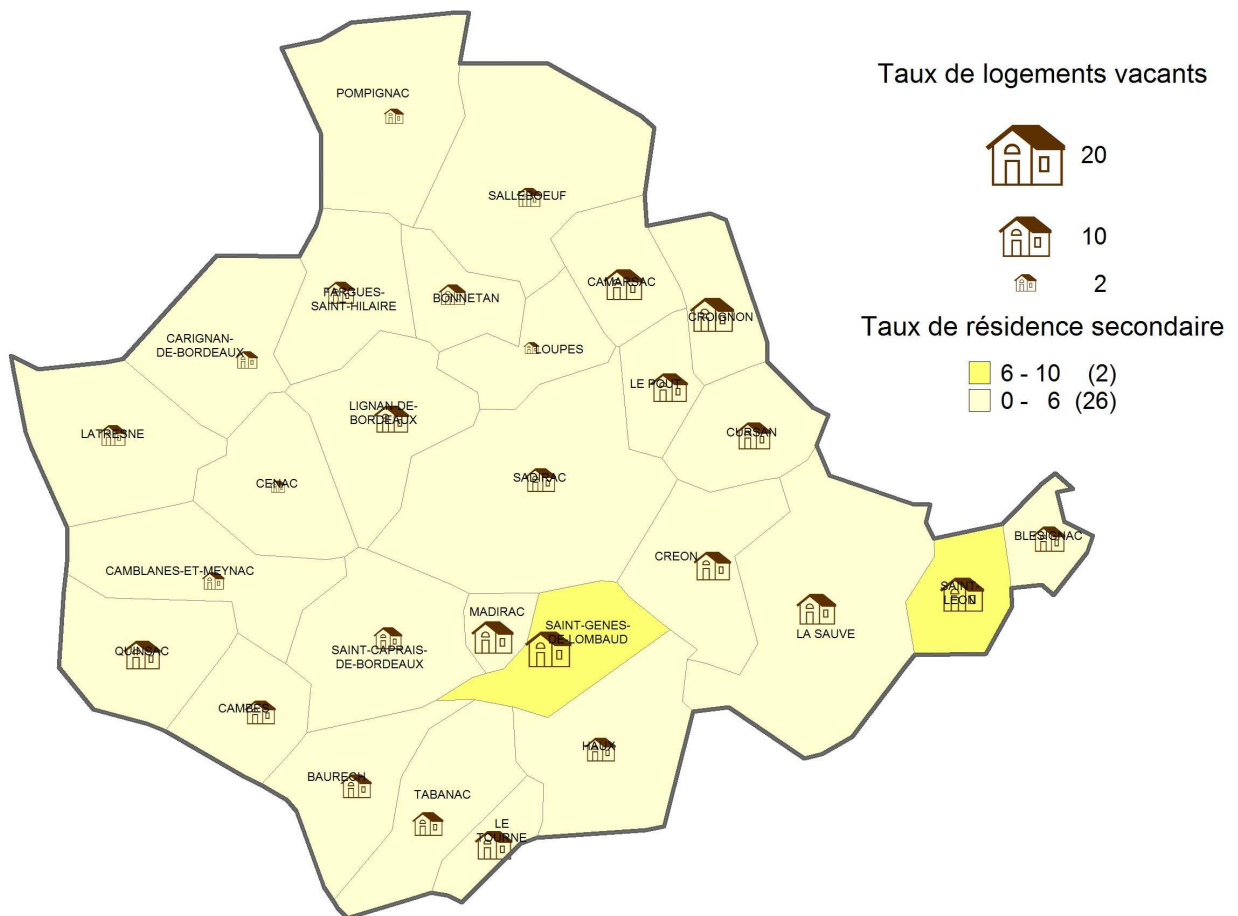 Taux de logements vacants
20
10
2
Taux de résidence secondaire
6 - 10 (2)
0 - 6 (26)
POMPIGNAC
SALLEBOEUF
CAMARSAC
FARGUES-
SAINT-HILAIRE
BONNETAN
CROIGNON
CARIGNAN-
DE-BORDEAUX
LOUPES
LE POUT
LIGNAN-DE-
BORDEAUX
LATRESNE
CURSAN
CENAC
SADIRAC
BLESIGNAC
CREON
CAMBLANES-ET-MEYNAC
SAINT-
LEON
MADIRAC
SAINT-GENES-
DE-LOMBAUD
LA SAUVE
QUINSAC
SAINT-CAPRAIS-
DE-BORDEAUX
CAMBES
HAUX
BAURECH
TABANAC
LE
TOURNE